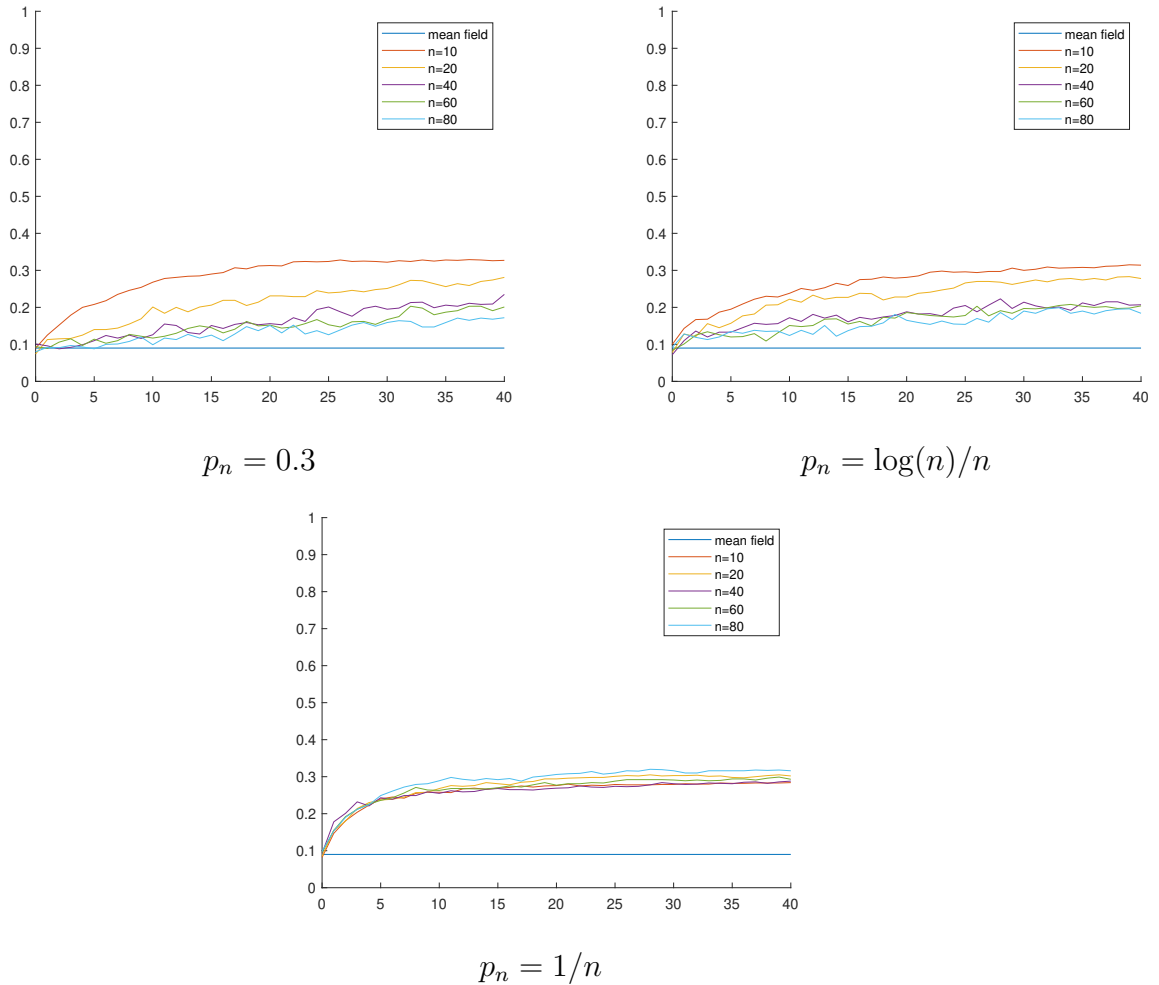 1
0.9
0.8
0.7
0.6
0.5
0.4
0.3
0.2
0.1
0
0 5 10 15 20 25 30 35 40
mean field
n=10
n=20
n=40
n=60
n=80
p_n = 0.3
1
0.9
0.8
0.7
0.6
0.5
0.4
0.3
0.2
0.1
0
0 5 10 15 20 25 30 35 40
mean field
n=10
n=20
n=40
n=60
n=80
p_n = log(n)/n
1
0.9
0.8
0.7
0.6
0.5
0.4
0.3
0.2
0.1
0
0 5 10 15 20 25 30 35 40
mean field
n=10
n=20
n=40
n=60
n=80
p_n = 1/n